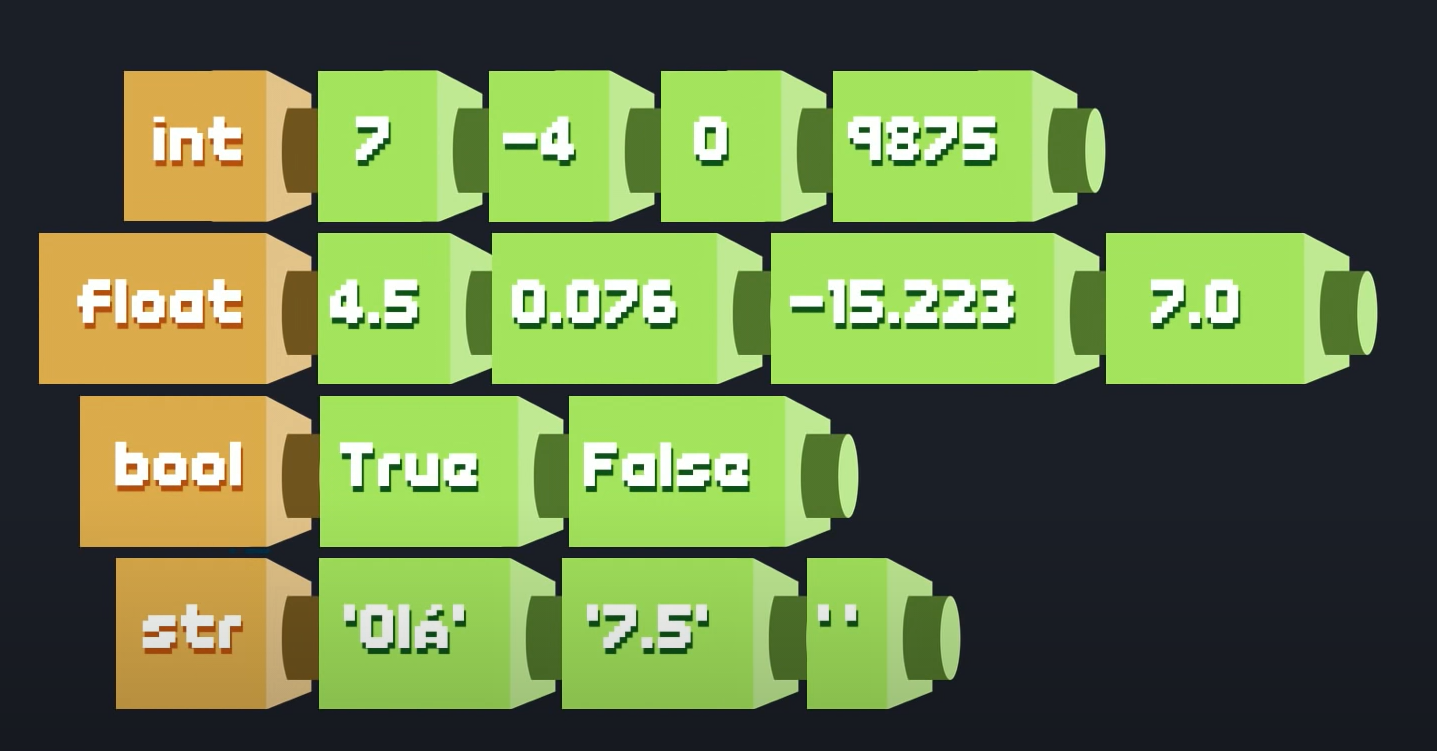 int 7 -4 0 9875
float 4.5 0.076 -15.223 7.0
bool True False
str 'Olá' '7.5' ' '